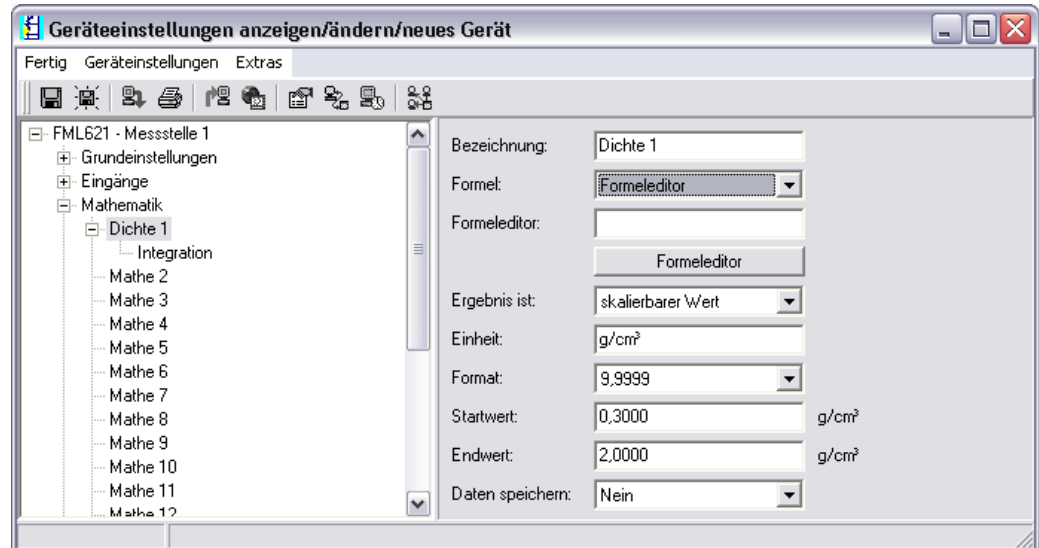 Geräteeinstellungen anzeigen/ändern/neues Gerät
Fertig Geräteinstellungen Extras
FML621 - Messstelle 1
Grundeinstellungen
Eingänge
Mathematik
Dichte 1
Integration
Mathe 2
Mathe 3
Mathe 4
Mathe 5
Mathe 6
Mathe 7
Mathe 8
Mathe 9
Mathe 10
Mathe 11
Mathe 12
Bezeichnung: Dichte 1
Formel: Formeleditor
Formeleditor:
Formeleditor
Ergebnis ist: skalierbarer Wert
Einheit: g/cm³
Format: 9,9999
Startwert: 0,3000 g/cm³
Endwert: 2,0000 g/cm³
Daten speichern: Nein